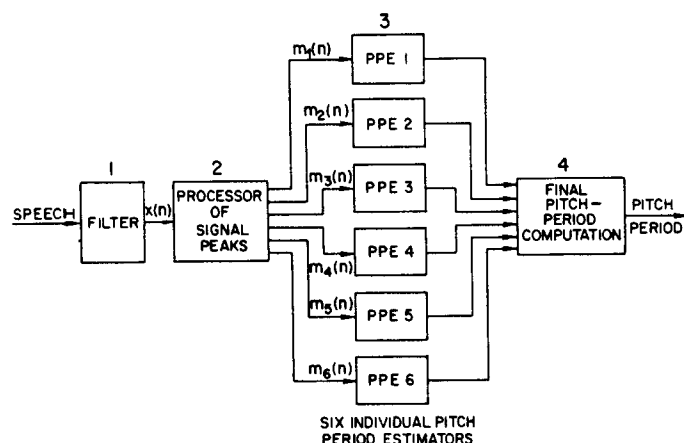 3
m1(n)
PPE 1
m2(n)
PPE 2
1
2
m3(n)
PPE 3
4
SPEECH
FILTER
x(n)
PROCESSOR
OF
SIGNAL
PEAKS
FINAL
PITCH-
PERIOD
COMPUTATION
PITCH
PERIOD
m4(n)
PPE 4
m5(n)
PPE 5
m6(n)
PPE 6
SIX INDIVIDUAL PITCH
PERIOD ESTIMATORS